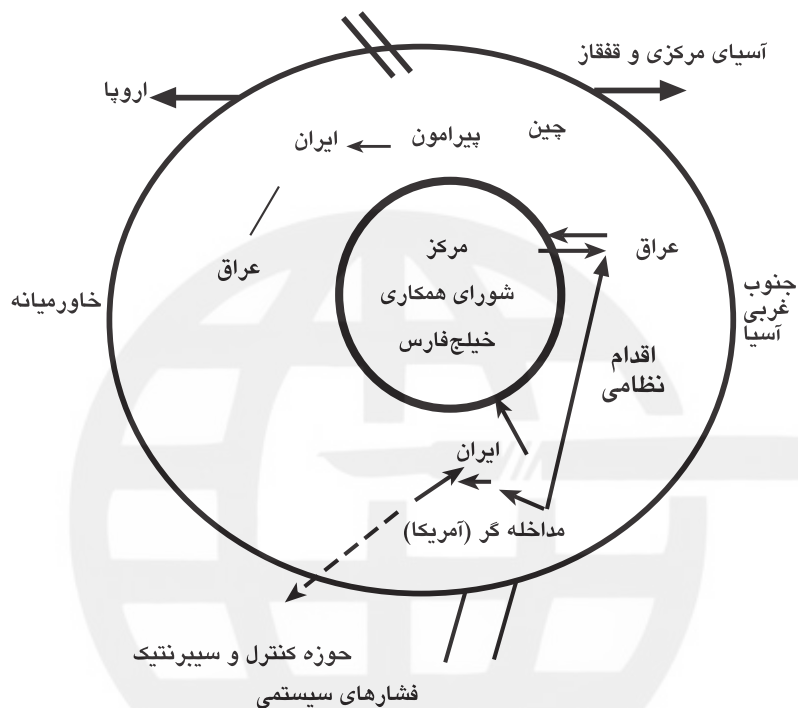 آسیای مرکزی و قفقاز
اروپا
چین
پیرامون
ایران
عراق
مرکز
شورای همکاری
خلیج‌فارس
عراق
جنوب
غربی
آسیا
خاورمیانه
اقدام
نظامی
ایران
مداخله گر (آمریکا)
حوزه کنترل و سیبرنتیک
فشارهای سیستمی